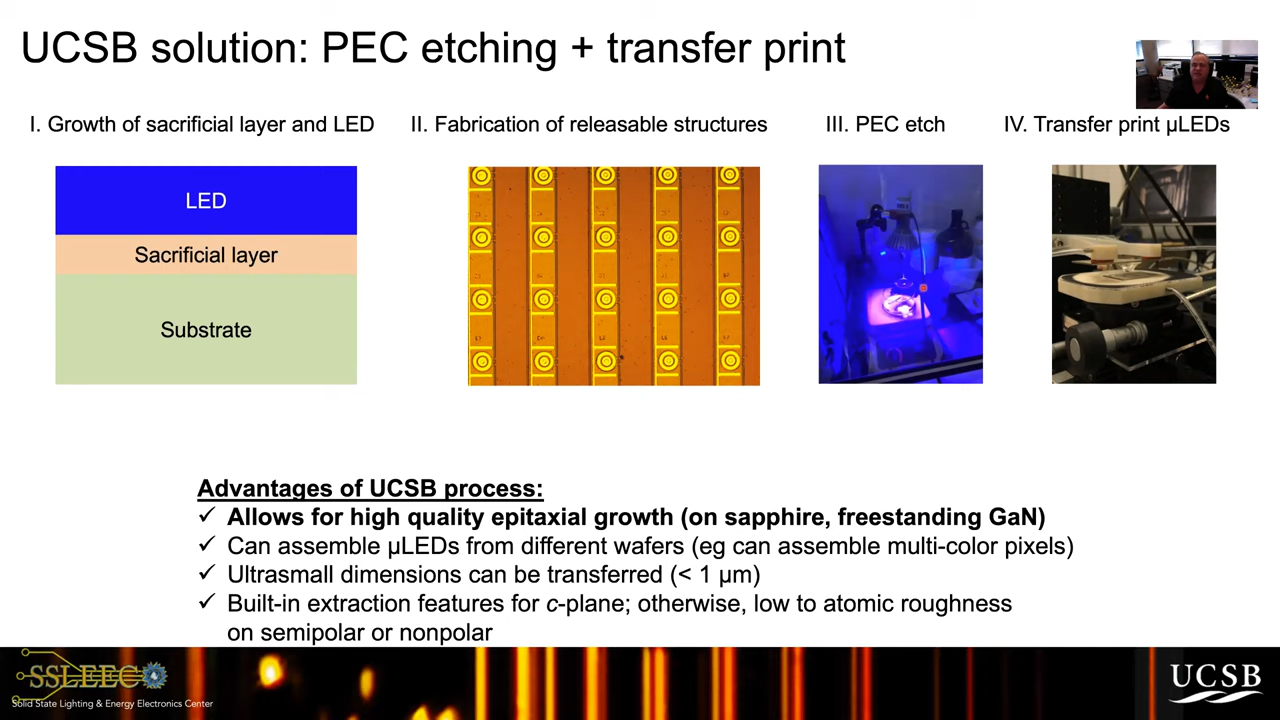 UCSB solution: PEC etching + transfer print
I. Growth of sacrificial layer and LED
II. Fabrication of releasable structures
III. PEC etch
IV. Transfer print µLEDs
LED
Sacrificial layer
Substrate
Advantages of UCSB process:
✓ Allows for high quality epitaxial growth (on sapphire, freestanding GaN)
✓ Can assemble µLEDs from different wafers (eg can assemble multi-color pixels)
✓ Ultrasmall dimensions can be transferred (< 1 µm)
✓ Built-in extraction features for c-plane; otherwise, low to atomic roughness
on semipolar or nonpolar
SSLEEC
Solid State Lighting & Energy Electronics Center
UCSB